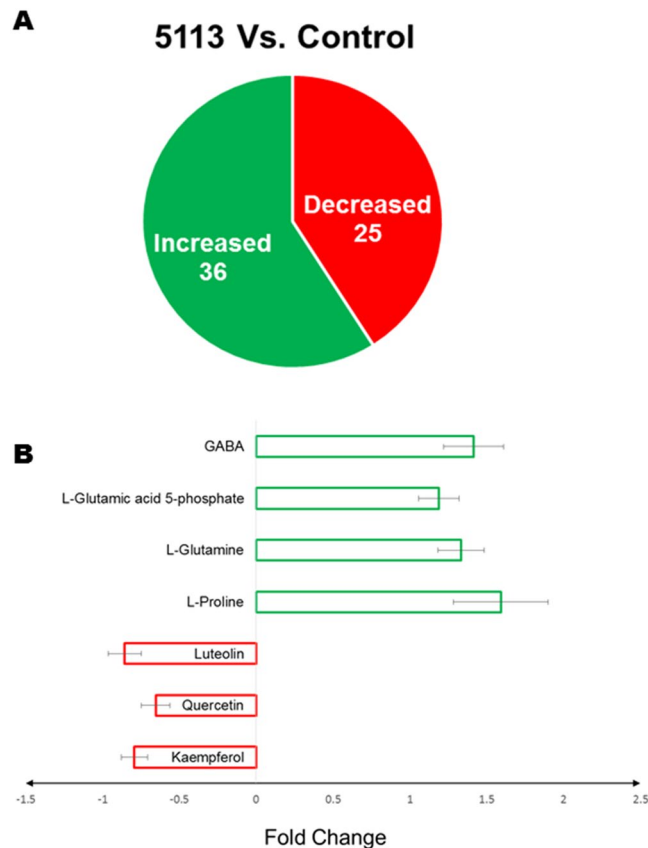 A
5113 Vs. Control
Decreased
25
Increased
36
B
GABA
L-Glutamic acid 5-phosphate
L-Glutamine
L-Proline
Luteolin
Quercetin
Kaempferol
-1.5 -1 -0.5 0 0.5 1 1.5 2 2.5
Fold Change